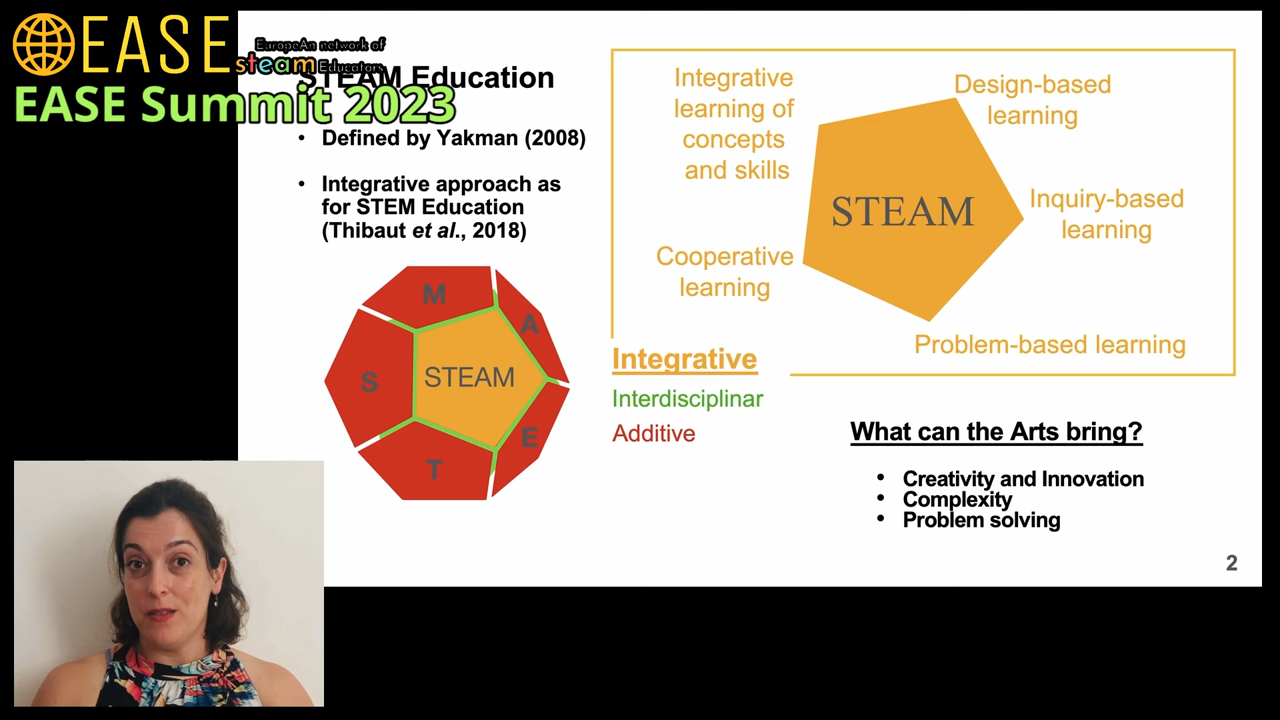 EASE
EuropeAn network of
steam Educators
EASE Summit 2023
STEAM Education
• Defined by Yakman (2008)
• Integrative approach as
for STEM Education
(Thibaut et al., 2018)
M
A
S
STEAM
E
T
Integrative
learning of
concepts
and skills
Design-based
learning
STEAM
Inquiry-based
learning
Cooperative
learning
Problem-based learning
Integrative
Interdisciplinar
Additive
What can the Arts bring?
• Creativity and Innovation
• Complexity
• Problem solving
2